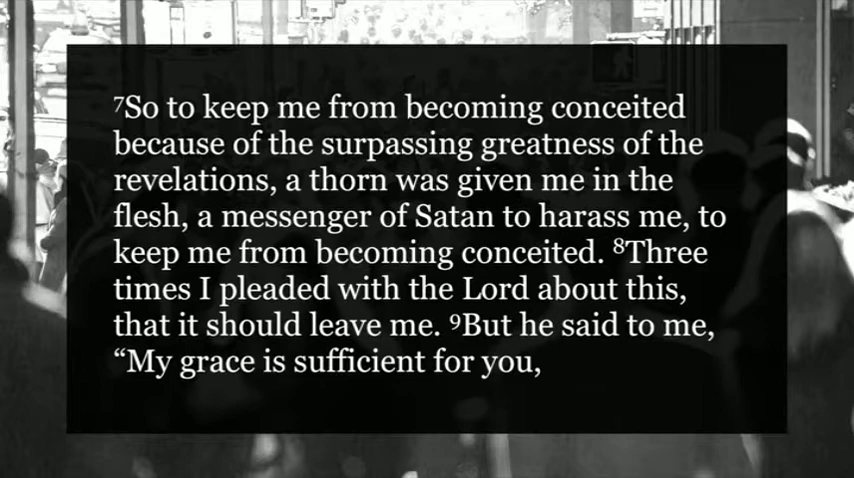 ⁷So to keep me from becoming conceited
because of the surpassing greatness of the
revelations, a thorn was given me in the
flesh, a messenger of Satan to harass me, to
keep me from becoming conceited. ⁸Three
times I pleaded with the Lord about this,
that it should leave me. ⁹But he said to me,
“My grace is sufficient for you,